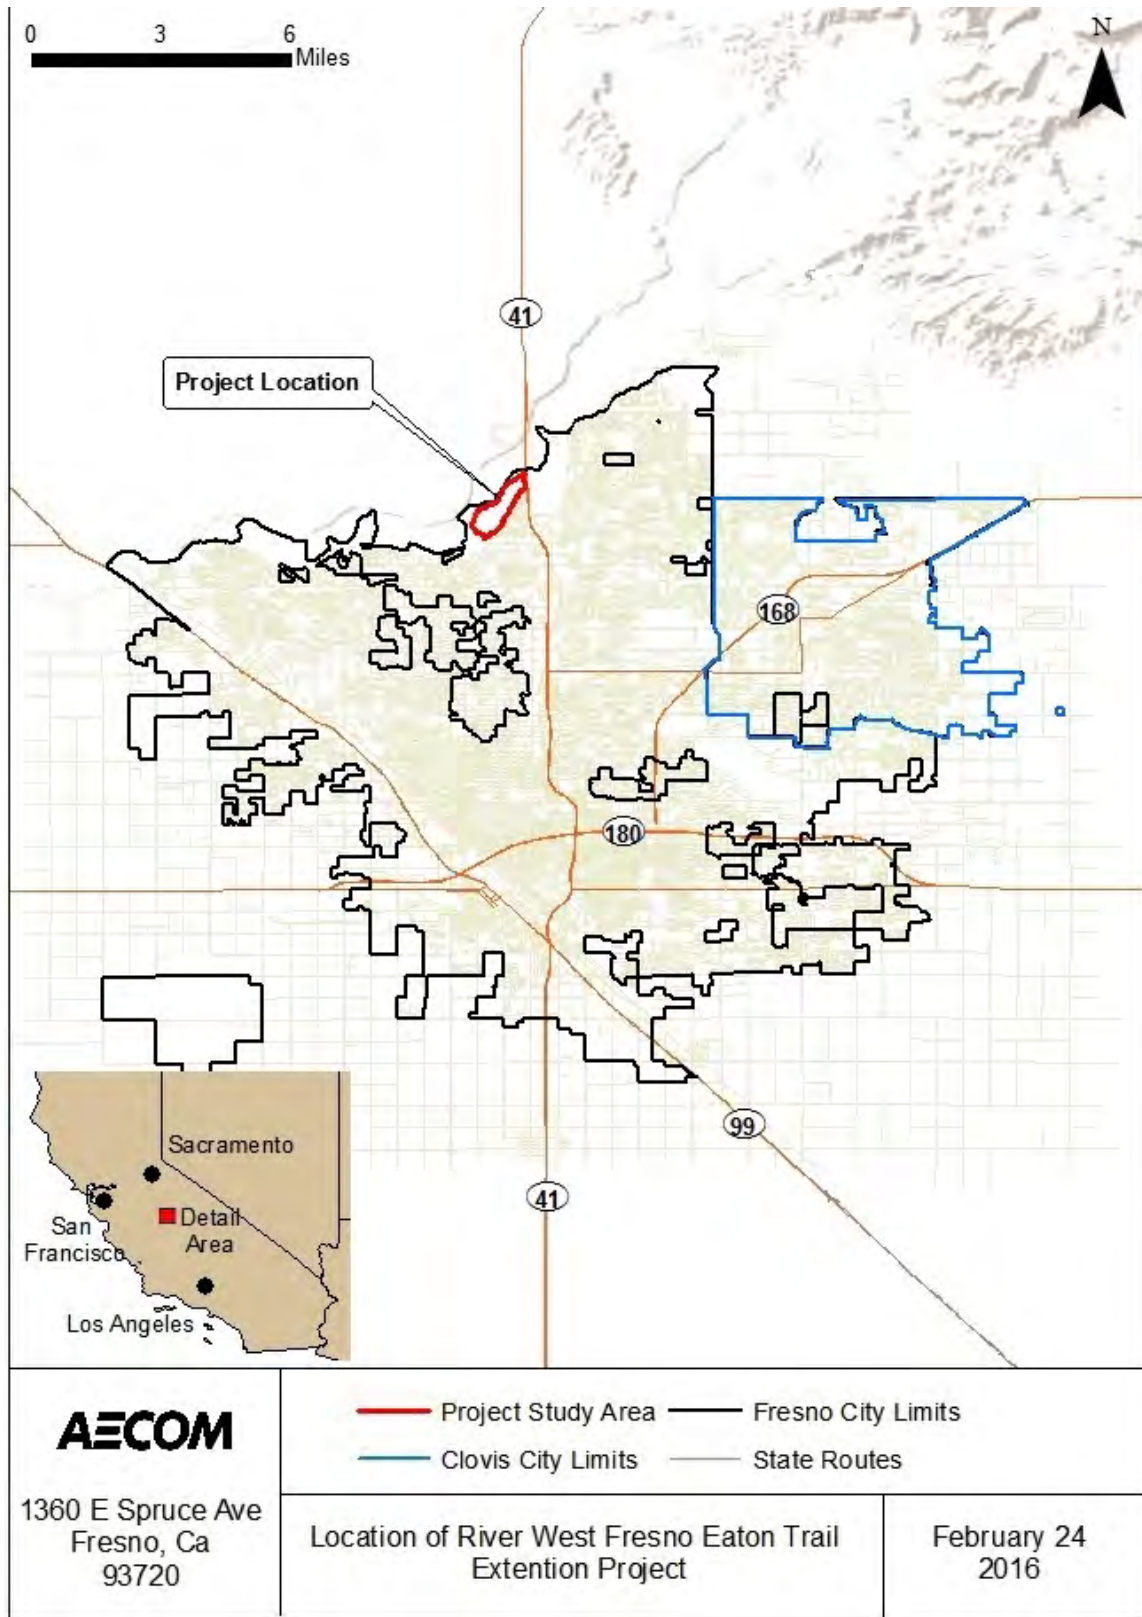 0 3 6
Miles
N
41
Project Location
168
180
99
41
Sacramento
San
Francisco
Detail
Area
Los Angeles
AECOM
1360 E Spruce Ave
Fresno, Ca
93720
Project Study Area
Fresno City Limits
Clovis City Limits
State Routes
Location of River West Fresno Eaton Trail
Extention Project
February 24
2016